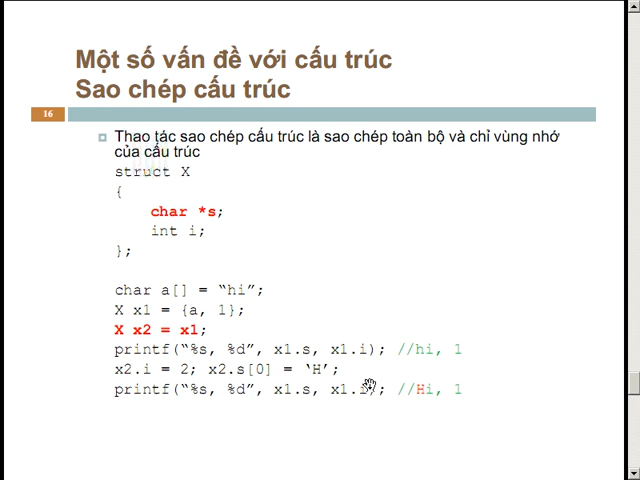 Một số vấn đề với cấu trúc
Sao chép cấu trúc
16
Thao tác sao chép cấu trúc là sao chép toàn bộ và chỉ vùng nhớ
của cấu trúc
struct X
{
char *s;
int i;
};
char a[] = “hi”;
X x1 = {a, 1};
X x2 = x1;
printf(“%s, %d”, x1.s, x1.i); //hi, 1
x2.i = 2; x2.s[0] = ‘H’;
printf(“%s, %d”, x1.s, x1.i); //Hi, 1